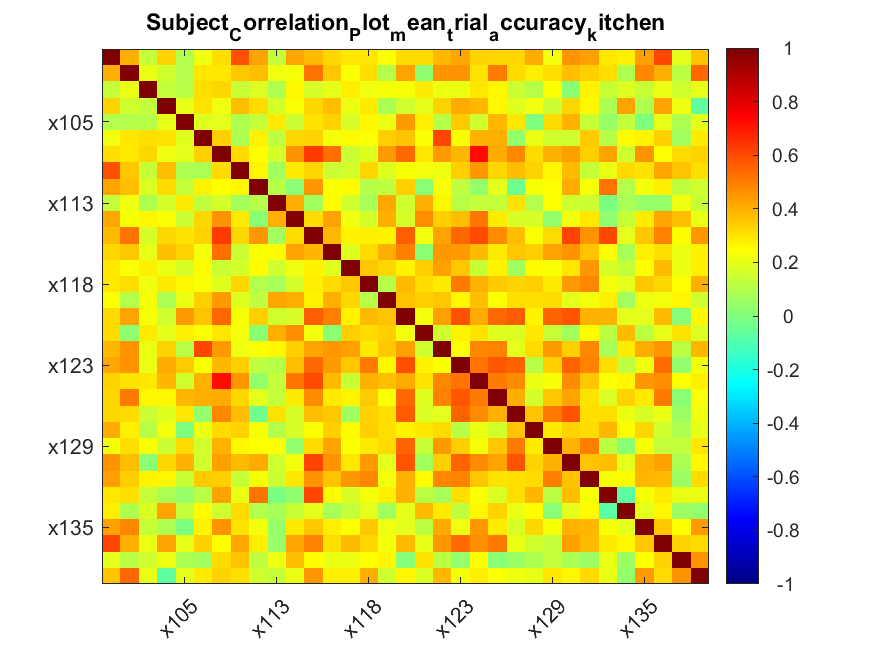 Subject_Correlation_Plot_mean_trial_accuracy_kitchen
x105
x113
x118
x123
x129
x135
x105
x113
x118
x123
x129
x135
1
0.8
0.6
0.4
0.2
0
-0.2
-0.4
-0.6
-0.8
-1